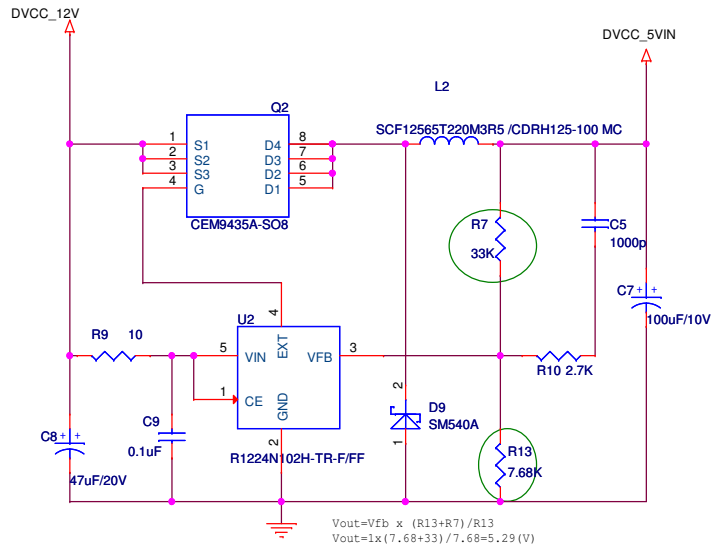 DVCC_12V
DVCC_5VIN
L2
Q2
SCF12565T220M3R5 /CDRH125-100 MC
1 S1 D4 8
2 S2 D3 7
3 S3 D2 6
4 G D1 5
CEM9435A-SO8
R7
33K
C5
1000p
C7 + +
100uF/10V
U2
4
R9 10
5 VIN EXT VFB 3
R10 2.7K
1 CE
GND
2
2
D9
SM540A
1
C9
0.1uF
C8 + +
47uF/20V
R1224N102H-TR-F/FF
R13
7.68K
Vout=Vfb x (R13+R7)/R13
Vout=1x(7.68+33)/7.68=5.29(V)